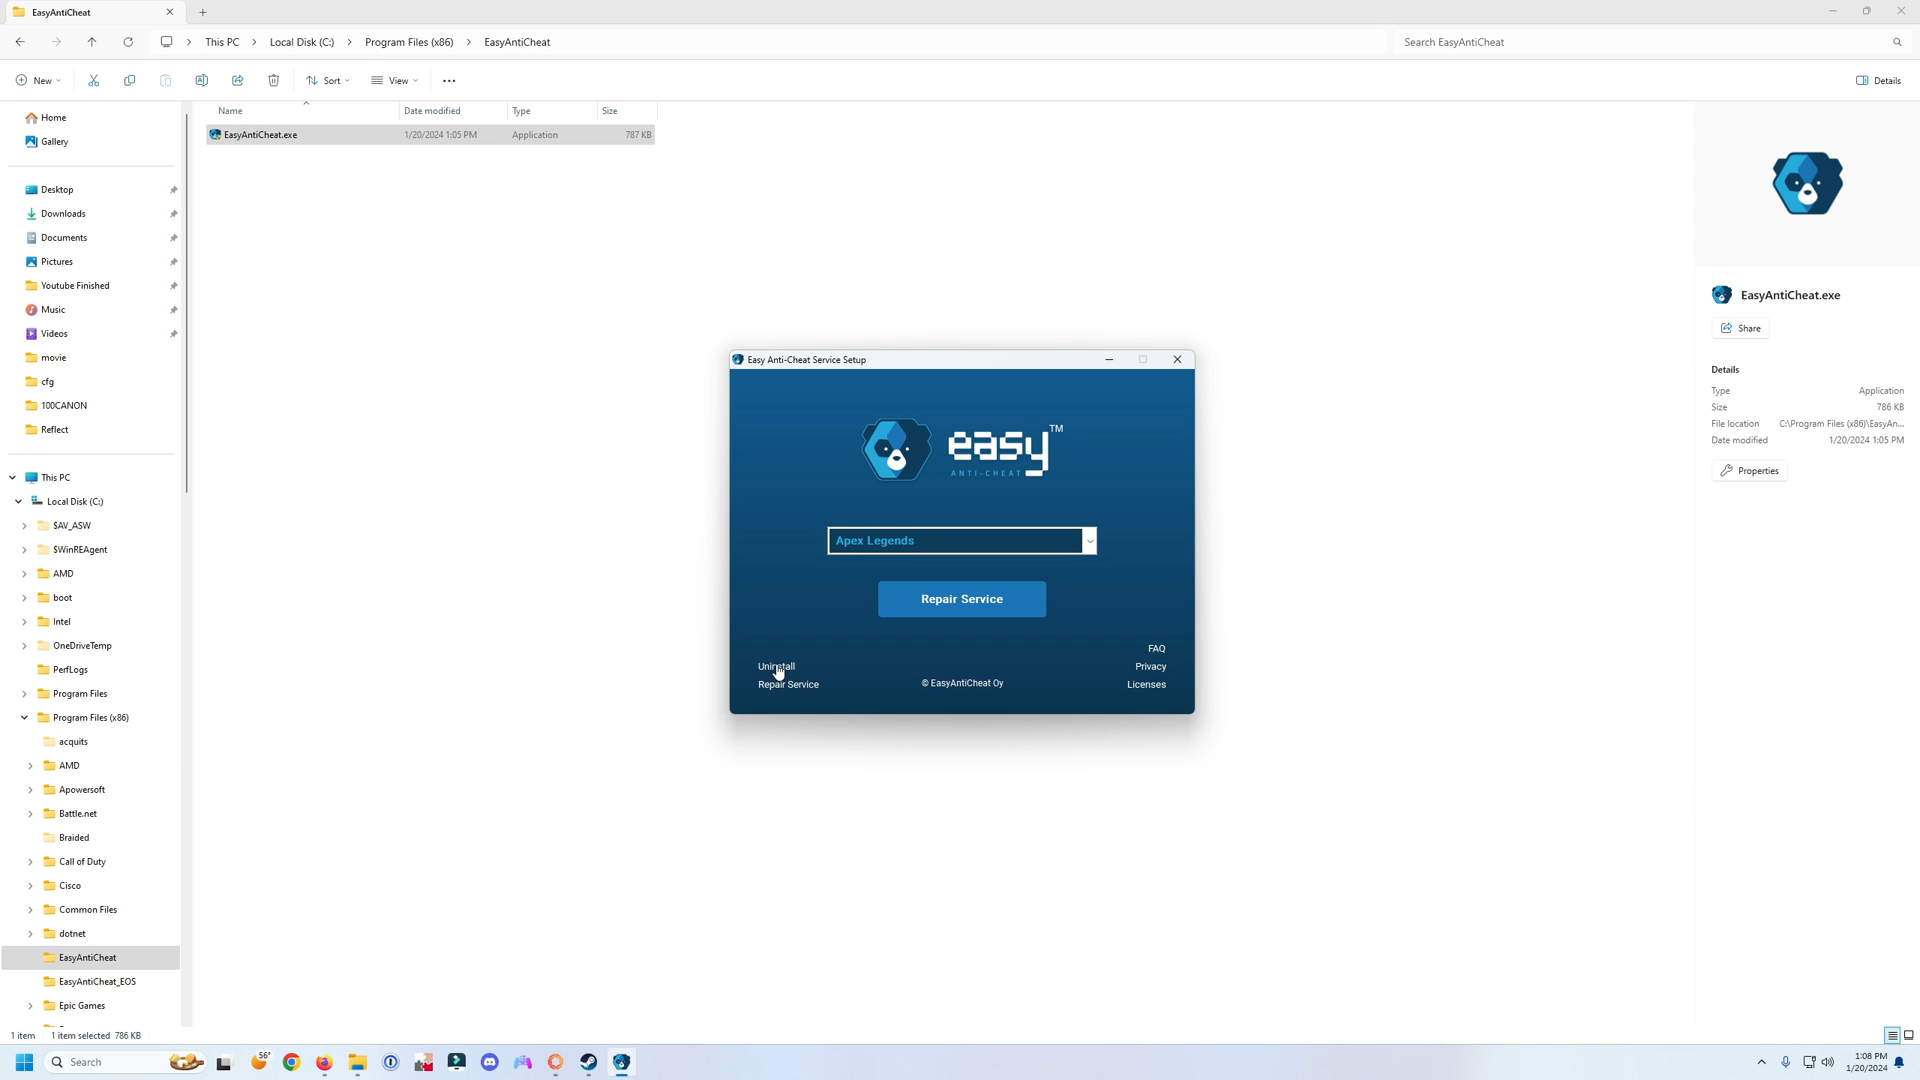 EasyAntiCheat
This PC
Local Disk (C:)
Program Files (x86)
EasyAntiCheat
Search EasyAntiCheat
New
Sort
View
Details
Name
Date modified
Type
Size
EasyAntiCheat.exe
1/20/2024 1:05 PM
Application
787 KB
Home
Gallery
Desktop
Downloads
Documents
Pictures
Youtube Finished
Music
Videos
movie
cfg
100CANON
Reflect
This PC
Local Disk (C:)
$AV_ASW
$WinREAgent
AMD
boot
Intel
OneDriveTemp
PerfLogs
Program Files
Program Files (x86)
acquits
AMD
Apowersoft
Battle.net
Braided
Call of Duty
Cisco
Common Files
dotnet
EasyAntiCheat
EasyAntiCheat_EOS
Epic Games
1 item
1 item selected 786 KB
Easy Anti-Cheat Service Setup
easy™
ANTI-CHEAT
Apex Legends
Repair Service
FAQ
Uninstall
Privacy
Repair Service
© EasyAntiCheat Oy
Licenses
EasyAntiCheat.exe
Share
Details
Type Application
Size 786 KB
File location C:\Program Files (x86)\EasyAn...
Date modified 1/20/2024 1:05 PM
Properties
Search
56°
1:08 PM
1/20/2024